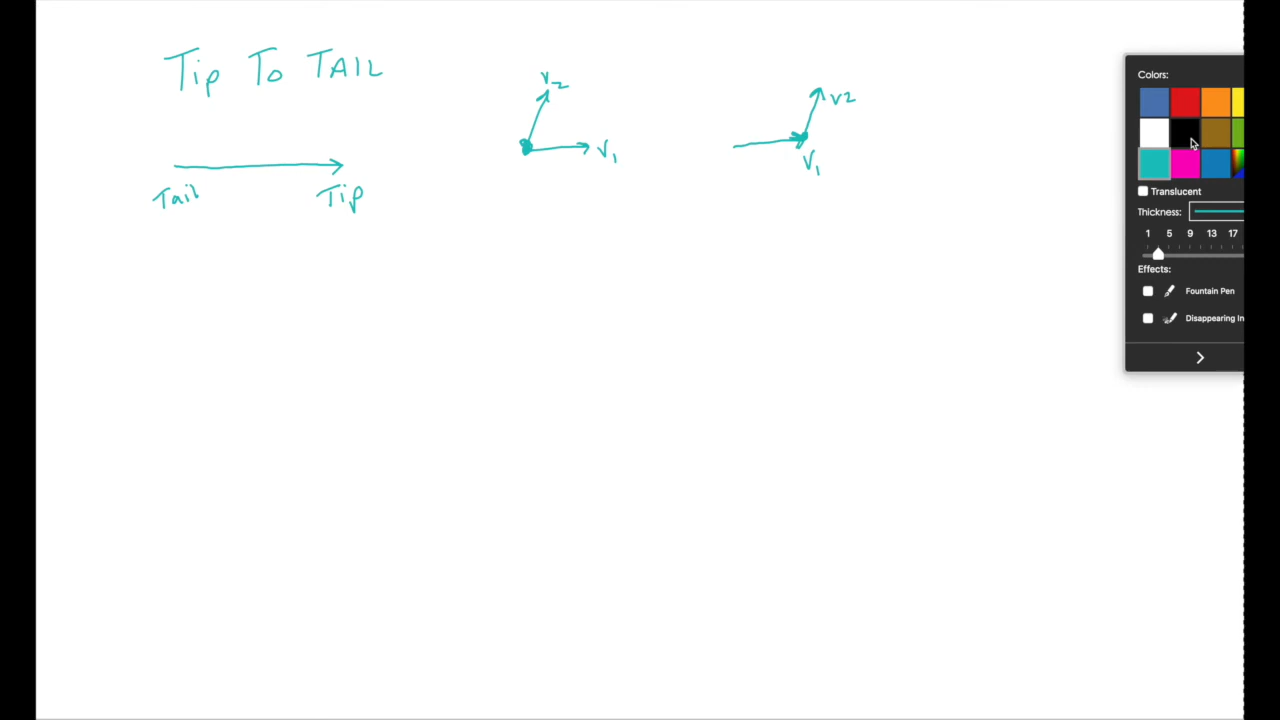 Tip To TAIL
Tail
Tip
V2
V1
V2
V1
Colors:
Translucent
Thickness:
1 5 9 13 17
Effects:
Fountain Pen
Disappearing In